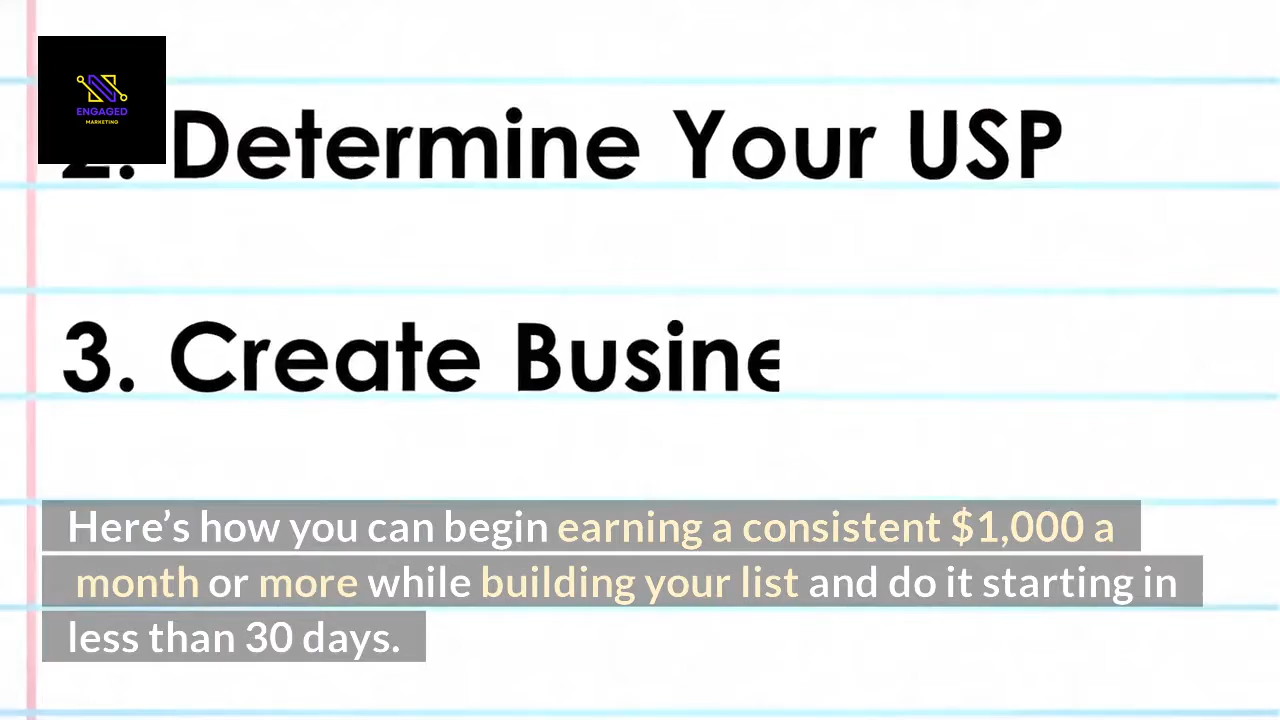 ENGAGED
MARKETING
2. Determine Your USP
3. Create Busine
Here’s how you can begin earning a consistent $1,000 a
month or more while building your list and do it starting in
less than 30 days.